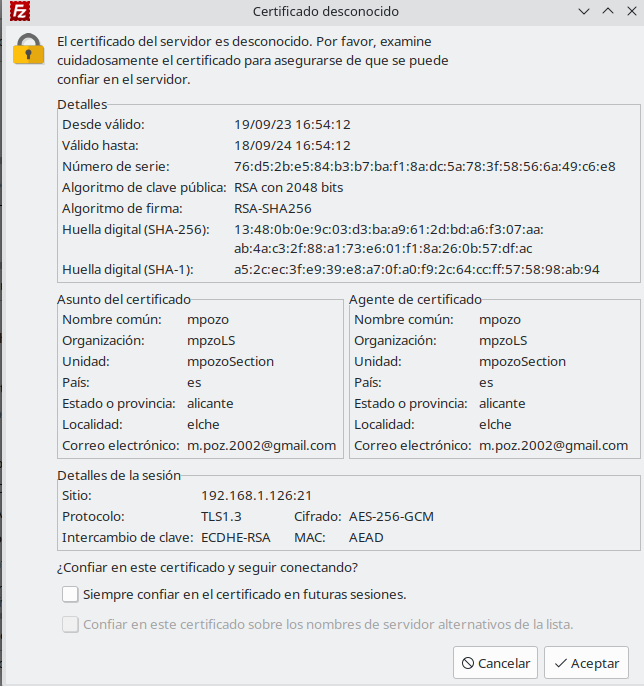 Fz
Certificado desconocido
El certificado del servidor es desconocido. Por favor, examine
cuidadosamente el certificado para asegurarse de que se puede
confiar en el servidor.
Detalles
Desde válido: 19/09/23 16:54:12
Válido hasta: 18/09/24 16:54:12
Número de serie: 76:d5:2b:e5:84:b3:b7:ba:f1:8a:dc:5a:78:3f:58:56:6a:49:c6:e8
Algoritmo de clave pública: RSA con 2048 bits
Algoritmo de firma: RSA-SHA256
Huella digital (SHA-256): 13:48:0b:0e:9c:03:d3:ba:a9:61:2d:bd:a6:f3:07:aa:
ab:4a:c3:2f:88:a1:73:e6:01:f1:8a:26:0b:57:df:ac
Huella digital (SHA-1): a5:2c:ec:3f:e9:39:e8:a7:0f:a0:f9:2c:64:cc:ff:57:58:98:ab:94
Asunto del certificado
Nombre común: mpozo
Organización: mpzoLS
Unidad: mpozoSection
País: es
Estado o provincia: alicante
Localidad: elche
Correo electrónico: m.poz.2002@gmail.com
Agente de certificado
Nombre común: mpozo
Organización: mpzoLS
Unidad: mpozoSection
País: es
Estado o provincia: alicante
Localidad: elche
Correo electrónico: m.poz.2002@gmail.com
Detalles de la sesión
Sitio: 192.168.1.126:21
Protocolo: TLS1.3 Cifrado: AES-256-GCM
Intercambio de clave: ECDHE-RSA MAC: AEAD
¿Confiar en este certificado y seguir conectando?
Siempre confiar en el certificado en futuras sesiones.
Confiar en este certificado sobre los nombres de servidor alternativos de la lista.
Cancelar Aceptar